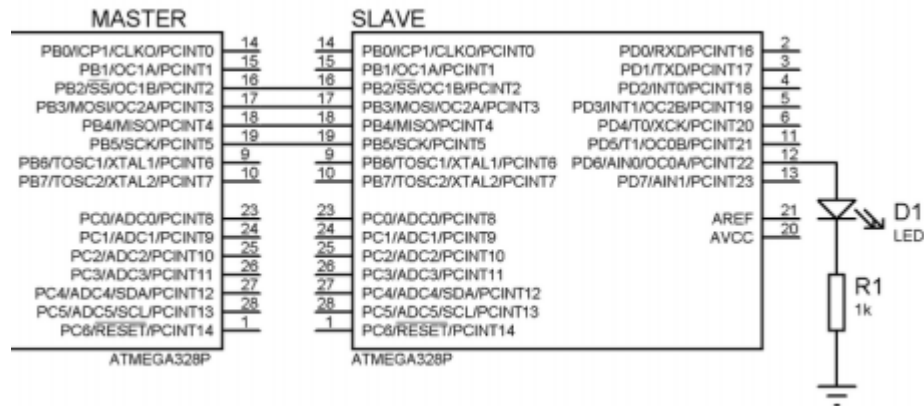 MASTER
PB0/ICP1/CLKO/PCINT0 14
PB1/OC1A/PCINT1 15
PB2/SS/OC1B/PCINT2 16
PB3/MOSI/OC2A/PCINT3 17
PB4/MISO/PCINT4 18
PB5/SCK/PCINT5 19
PB6/TOSC1/XTAL1/PCINT6 9
PB7/TOSC2/XTAL2/PCINT7 10
PC0/ADC0/PCINT8 23
PC1/ADC1/PCINT9 24
PC2/ADC2/PCINT10 25
PC3/ADC3/PCINT11 26
PC4/ADC4/SDA/PCINT12 27
PC5/ADC5/SCL/PCINT13 28
PC6/RESET/PCINT14 1
ATMEGA328P
SLAVE
14 PB0/ICP1/CLKO/PCINT0
15 PB1/OC1A/PCINT1
16 PB2/SS/OC1B/PCINT2
17 PB3/MOSI/OC2A/PCINT3
18 PB4/MISO/PCINT4
19 PB5/SCK/PCINT5
9 PB6/TOSC1/XTAL1/PCINT6
10 PB7/TOSC2/XTAL2/PCINT7
23 PC0/ADC0/PCINT8
24 PC1/ADC1/PCINT9
25 PC2/ADC2/PCINT10
26 PC3/ADC3/PCINT11
27 PC4/ADC4/SDA/PCINT12
28 PC5/ADC5/SCL/PCINT13
1 PC6/RESET/PCINT14
PD0/RXD/PCINT16 2
PD1/TXD/PCINT17 3
PD2/INT0/PCINT18 4
PD3/INT1/OC2B/PCINT19 5
PD4/T0/XCK/PCINT20 6
PD5/T1/OC0B/PCINT21 11
PD6/AIN0/OC0A/PCINT22 12
PD7/AIN1/PCINT23 13
AREF 21
AVCC 20
ATMEGA328P
D1
LED
R1
1k